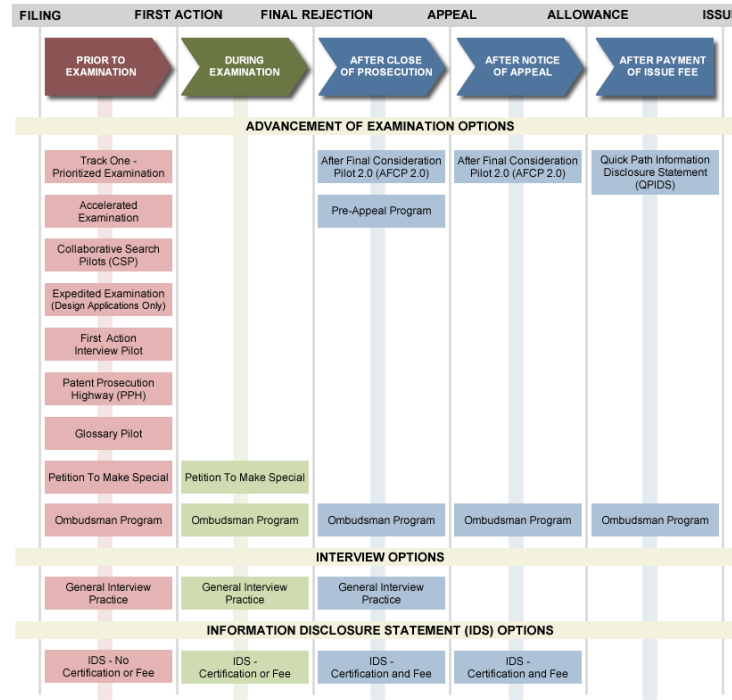 FILING FIRST ACTION FINAL REJECTION APPEAL ALLOWANCE ISSU
PRIOR TO
EXAMINATION
DURING
EXAMINATION
AFTER CLOSE
OF PROSECUTION
AFTER NOTICE
OF APPEAL
AFTER PAYMENT
OF ISSUE FEE
ADVANCEMENT OF EXAMINATION OPTIONS
Track One -
Prioritized Examination
After Final Consideration
Pilot 2.0 (AFCP 2.0)
After Final Consideration
Pilot 2.0 (AFCP 2.0)
Quick Path Information
Disclosure Statement
(QPIDS)
Accelerated
Examination
Pre-Appeal Program
Collaborative Search
Pilots (CSP)
Expedited Examination
(Design Applications Only)
First Action
Interview Pilot
Patent Prosecution
Highway (PPH)
Glossary Pilot
Petition To Make Special
Petition To Make Special
Ombudsman Program
Ombudsman Program
Ombudsman Program
Ombudsman Program
Ombudsman Program
INTERVIEW OPTIONS
General Interview
Practice
General Interview
Practice
General Interview
Practice
INFORMATION DISCLOSURE STATEMENT (IDS) OPTIONS
IDS - No
Certification or Fee
IDS -
Certification or Fee
IDS -
Certification and Fee
IDS -
Certification and Fee